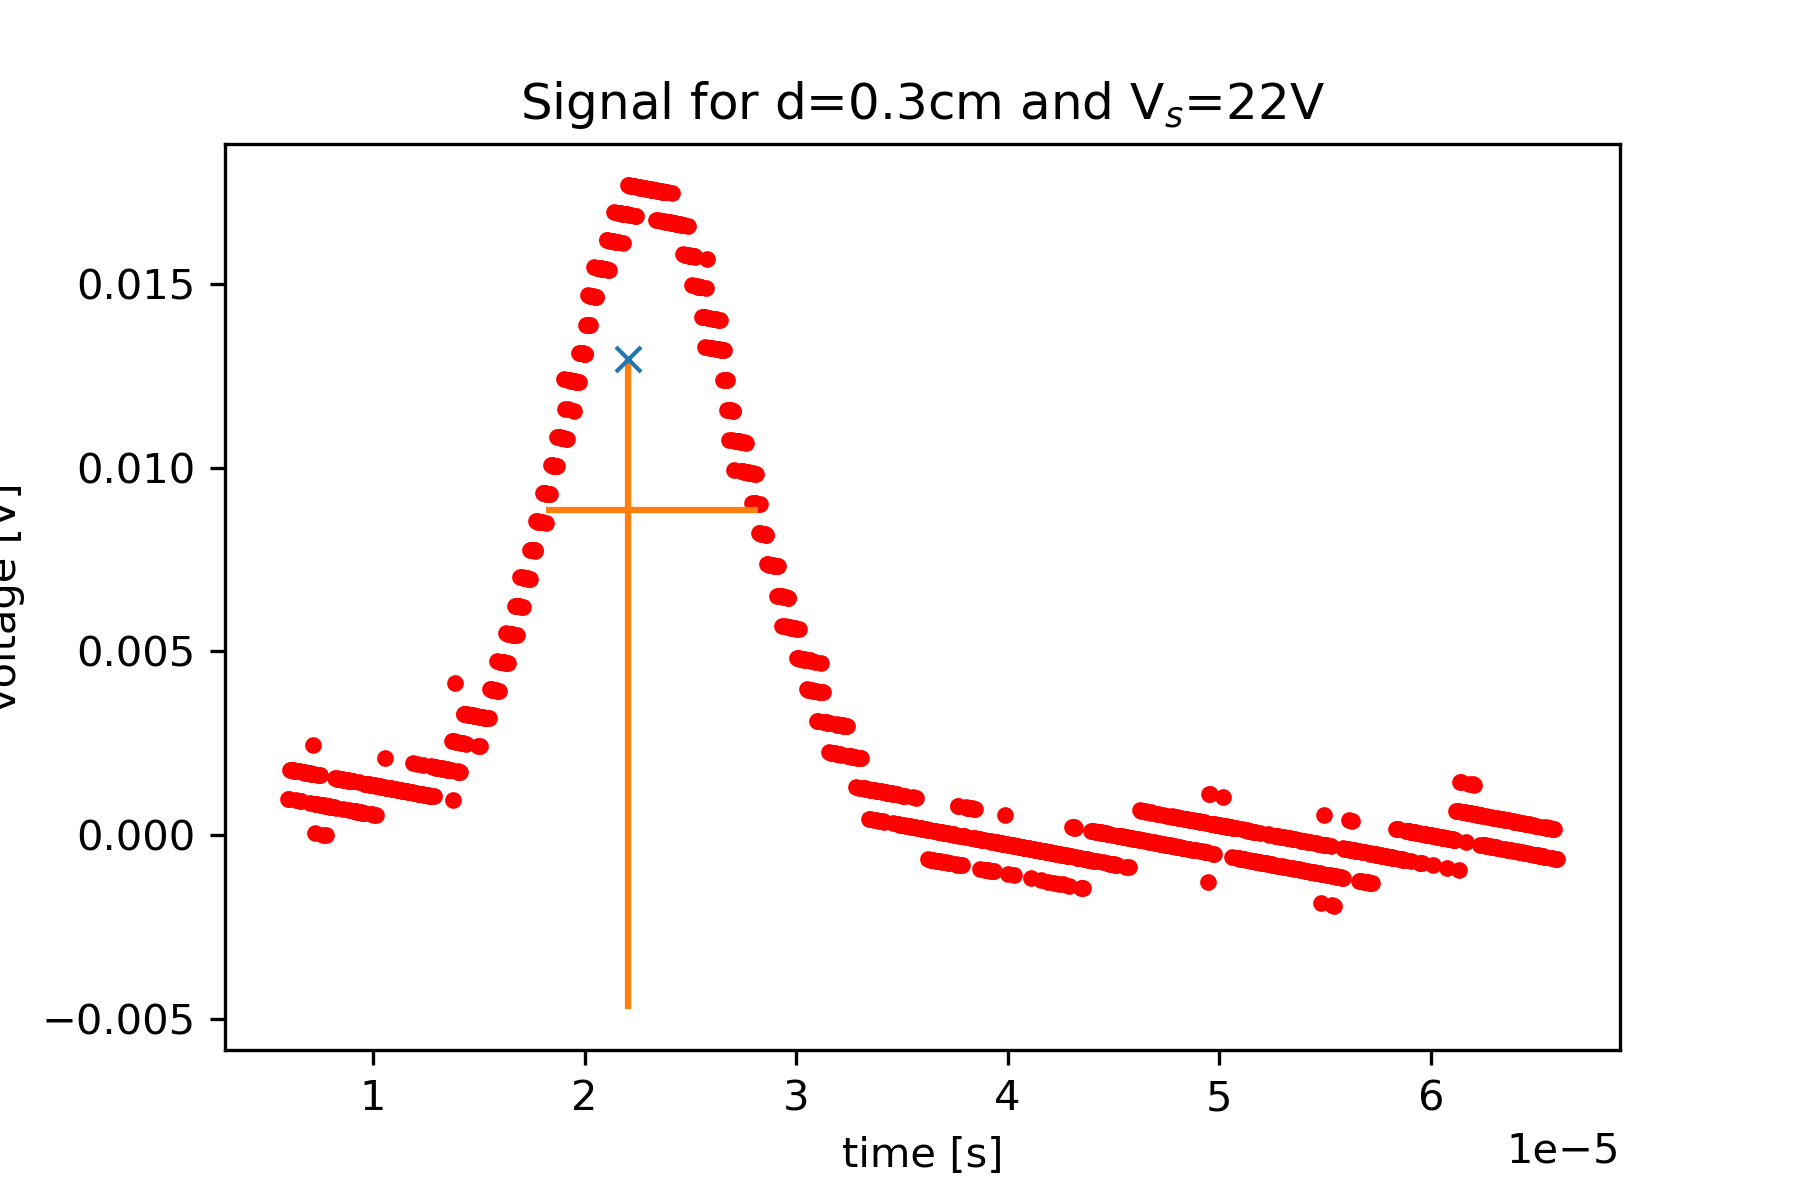 Signal for d=0.3cm and Vₛ=22V
0.015
0.010
0.005
0.000
−0.005
voltage [V]
1 2 3 4 5 6
time [s]
1e−5